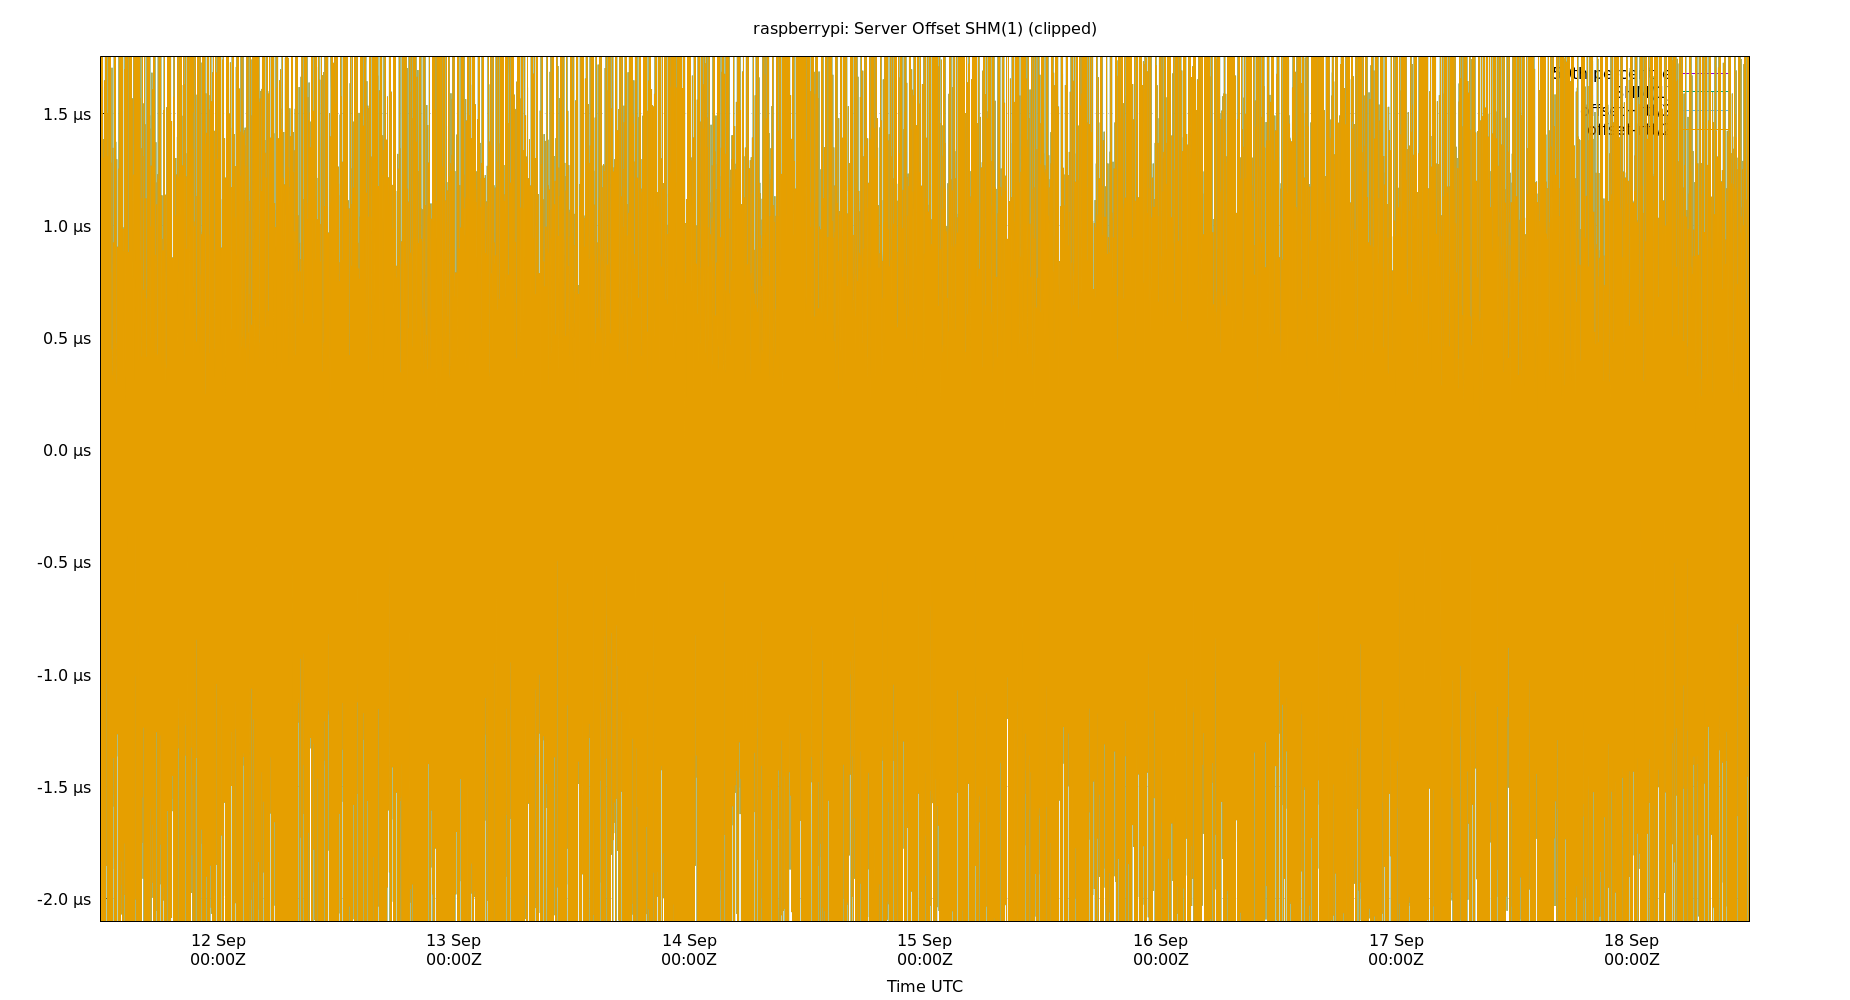 raspberrypi: Server Offset SHM(1) (clipped)
1.5 µs
1.0 µs
0.5 µs
0.0 µs
-0.5 µs
-1.0 µs
-1.5 µs
-2.0 µs
12 Sep 13 Sep 14 Sep 15 Sep 16 Sep 17 Sep 18 Sep
00:00Z 00:00Z 00:00Z 00:00Z 00:00Z 00:00Z 00:00Z
Time UTC